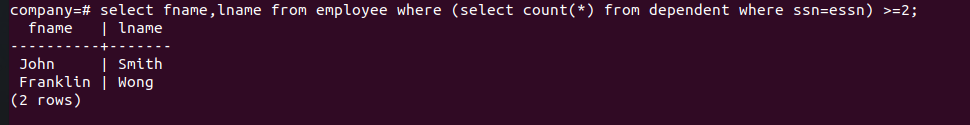 company=# select fname,lname from employee where (select count(*) from dependent where ssn=essn) >=2;
  fname   | lname
----------+-------
 John     | Smith
 Franklin | Wong
(2 rows)